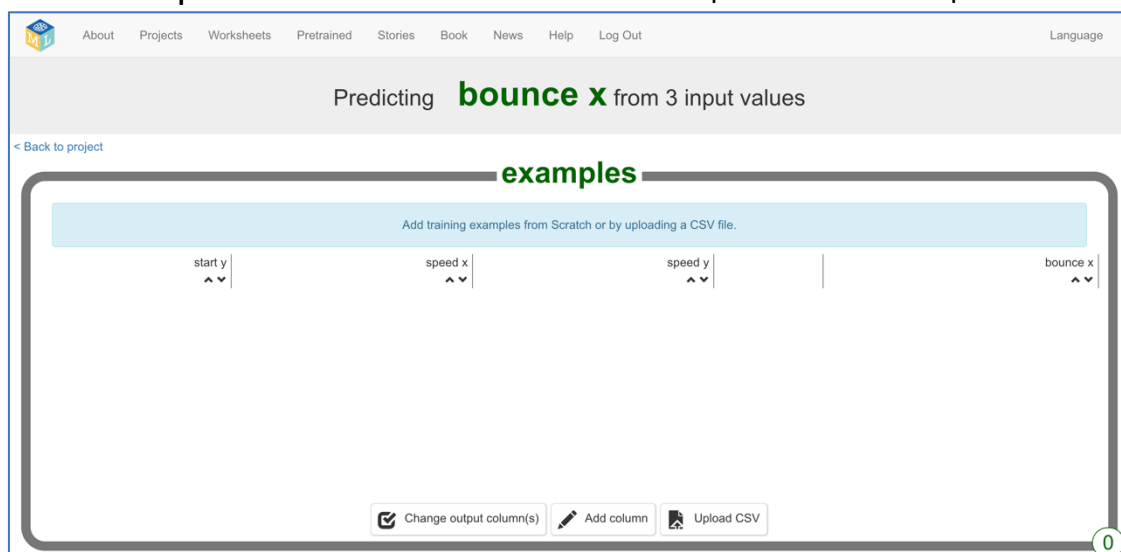 About Projects Worksheets Pretrained Stories Book News Help Log Out Language
Predicting bounce x from 3 input values
< Back to project
examples
Add training examples from Scratch or by uploading a CSV file.
start y speed x speed y bounce x
Change output column(s) Add column Upload CSV
0